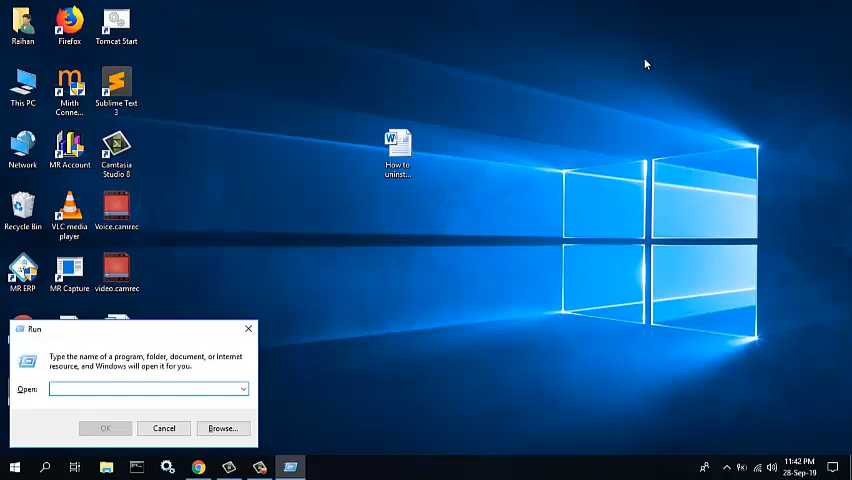 Raihan
Firefox
Tomcat Start
This PC
Mirth
Conne...
Sublime Text
3
Network
MR Account
Camtasia
Studio 8
How to
uninst...
Recycle Bin
VLC media
player
Voice.camrec
MR ERP
MR Capture
video.camrec
Run
Type the name of a program, folder, document, or Internet
resource, and Windows will open it for you.
Open:
OK
Cancel
Browse...
11:42 PM
28-Sep-19